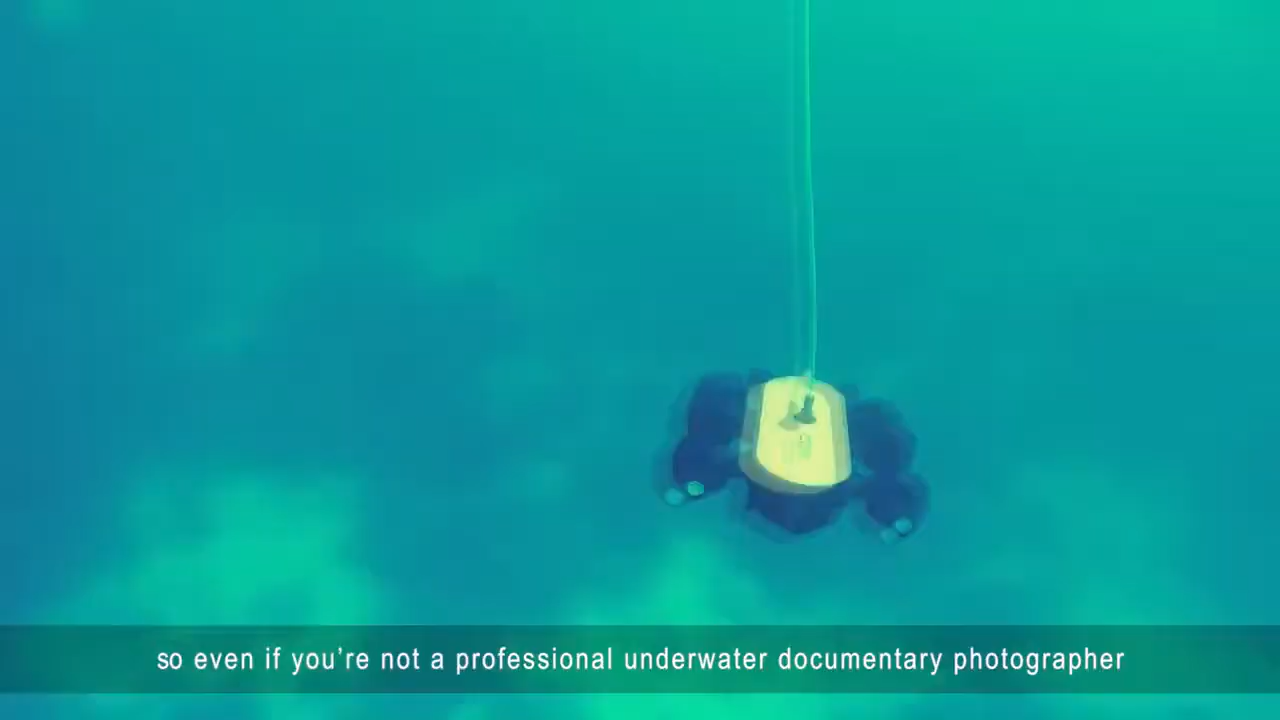 so even if you’re not a professional underwater documentary photographer